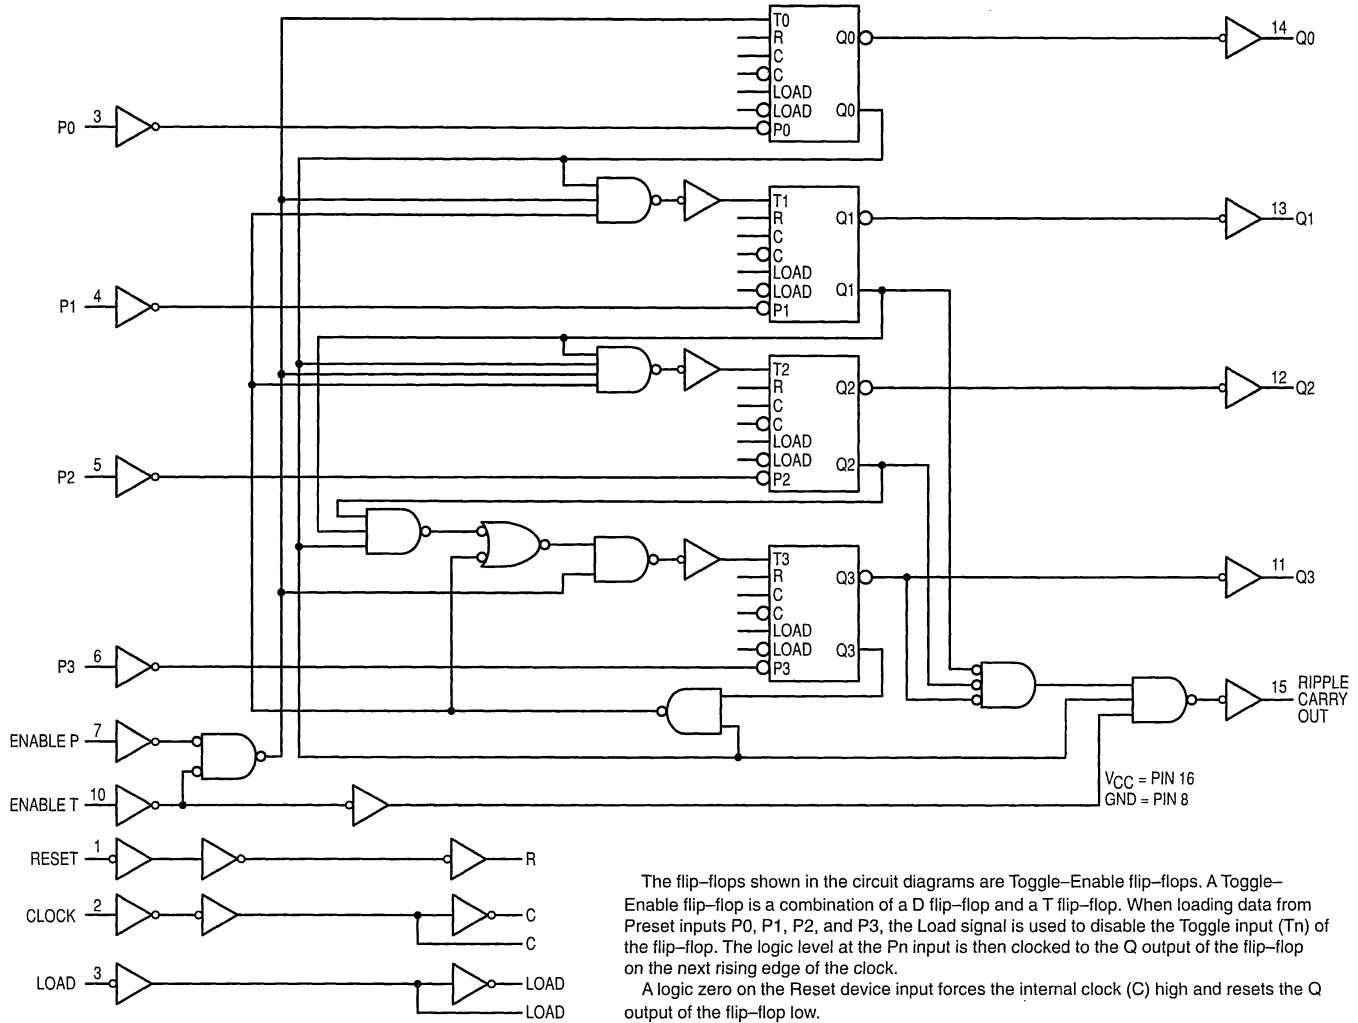 T0
R
C
C
LOAD
LOAD
P0
Q0
Q0
14 Q0
P0 3
T1
R
C
C
LOAD
LOAD
P1
Q1
Q1
13 Q1
P1 4
T2
R
C
C
LOAD
LOAD
P2
Q2
Q2
12 Q2
P2 5
T3
R
C
C
LOAD
LOAD
P3
Q3
Q3
11 Q3
P3 6
15 RIPPLE
CARRY
OUT
ENABLE P 7
ENABLE T 10
VCC = PIN 16
GND = PIN 8
RESET 1 R
CLOCK 2 C
C
LOAD 3 LOAD
LOAD
The flip–flops shown in the circuit diagrams are Toggle–Enable flip–flops. A Toggle–
Enable flip–flop is a combination of a D flip–flop and a T flip–flop. When loading data from
Preset inputs P0, P1, P2, and P3, the Load signal is used to disable the Toggle input (Tn) of
the flip–flop. The logic level at the Pn input is then clocked to the Q output of the flip–flop
on the next rising edge of the clock.
A logic zero on the Reset device input forces the internal clock (C) high and resets the Q
output of the flip–flop low.